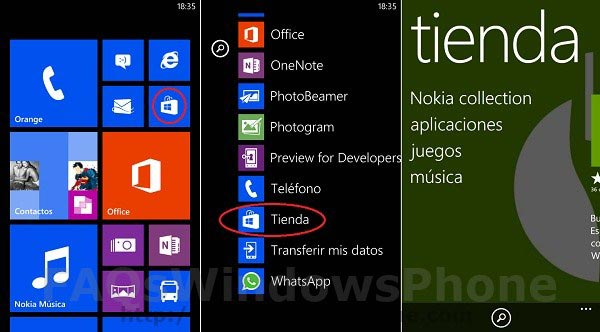 18:35
Orange
Contactos
Office
Nokia Música
18:35
Office
OneNote
PhotoBeamer
Photogram
Preview for Developers
Teléfono
Tienda
Transferir mis datos
WhatsApp
tienda
Nokia collection
aplicaciones
juegos
música
36
FAQsWindowsPhone